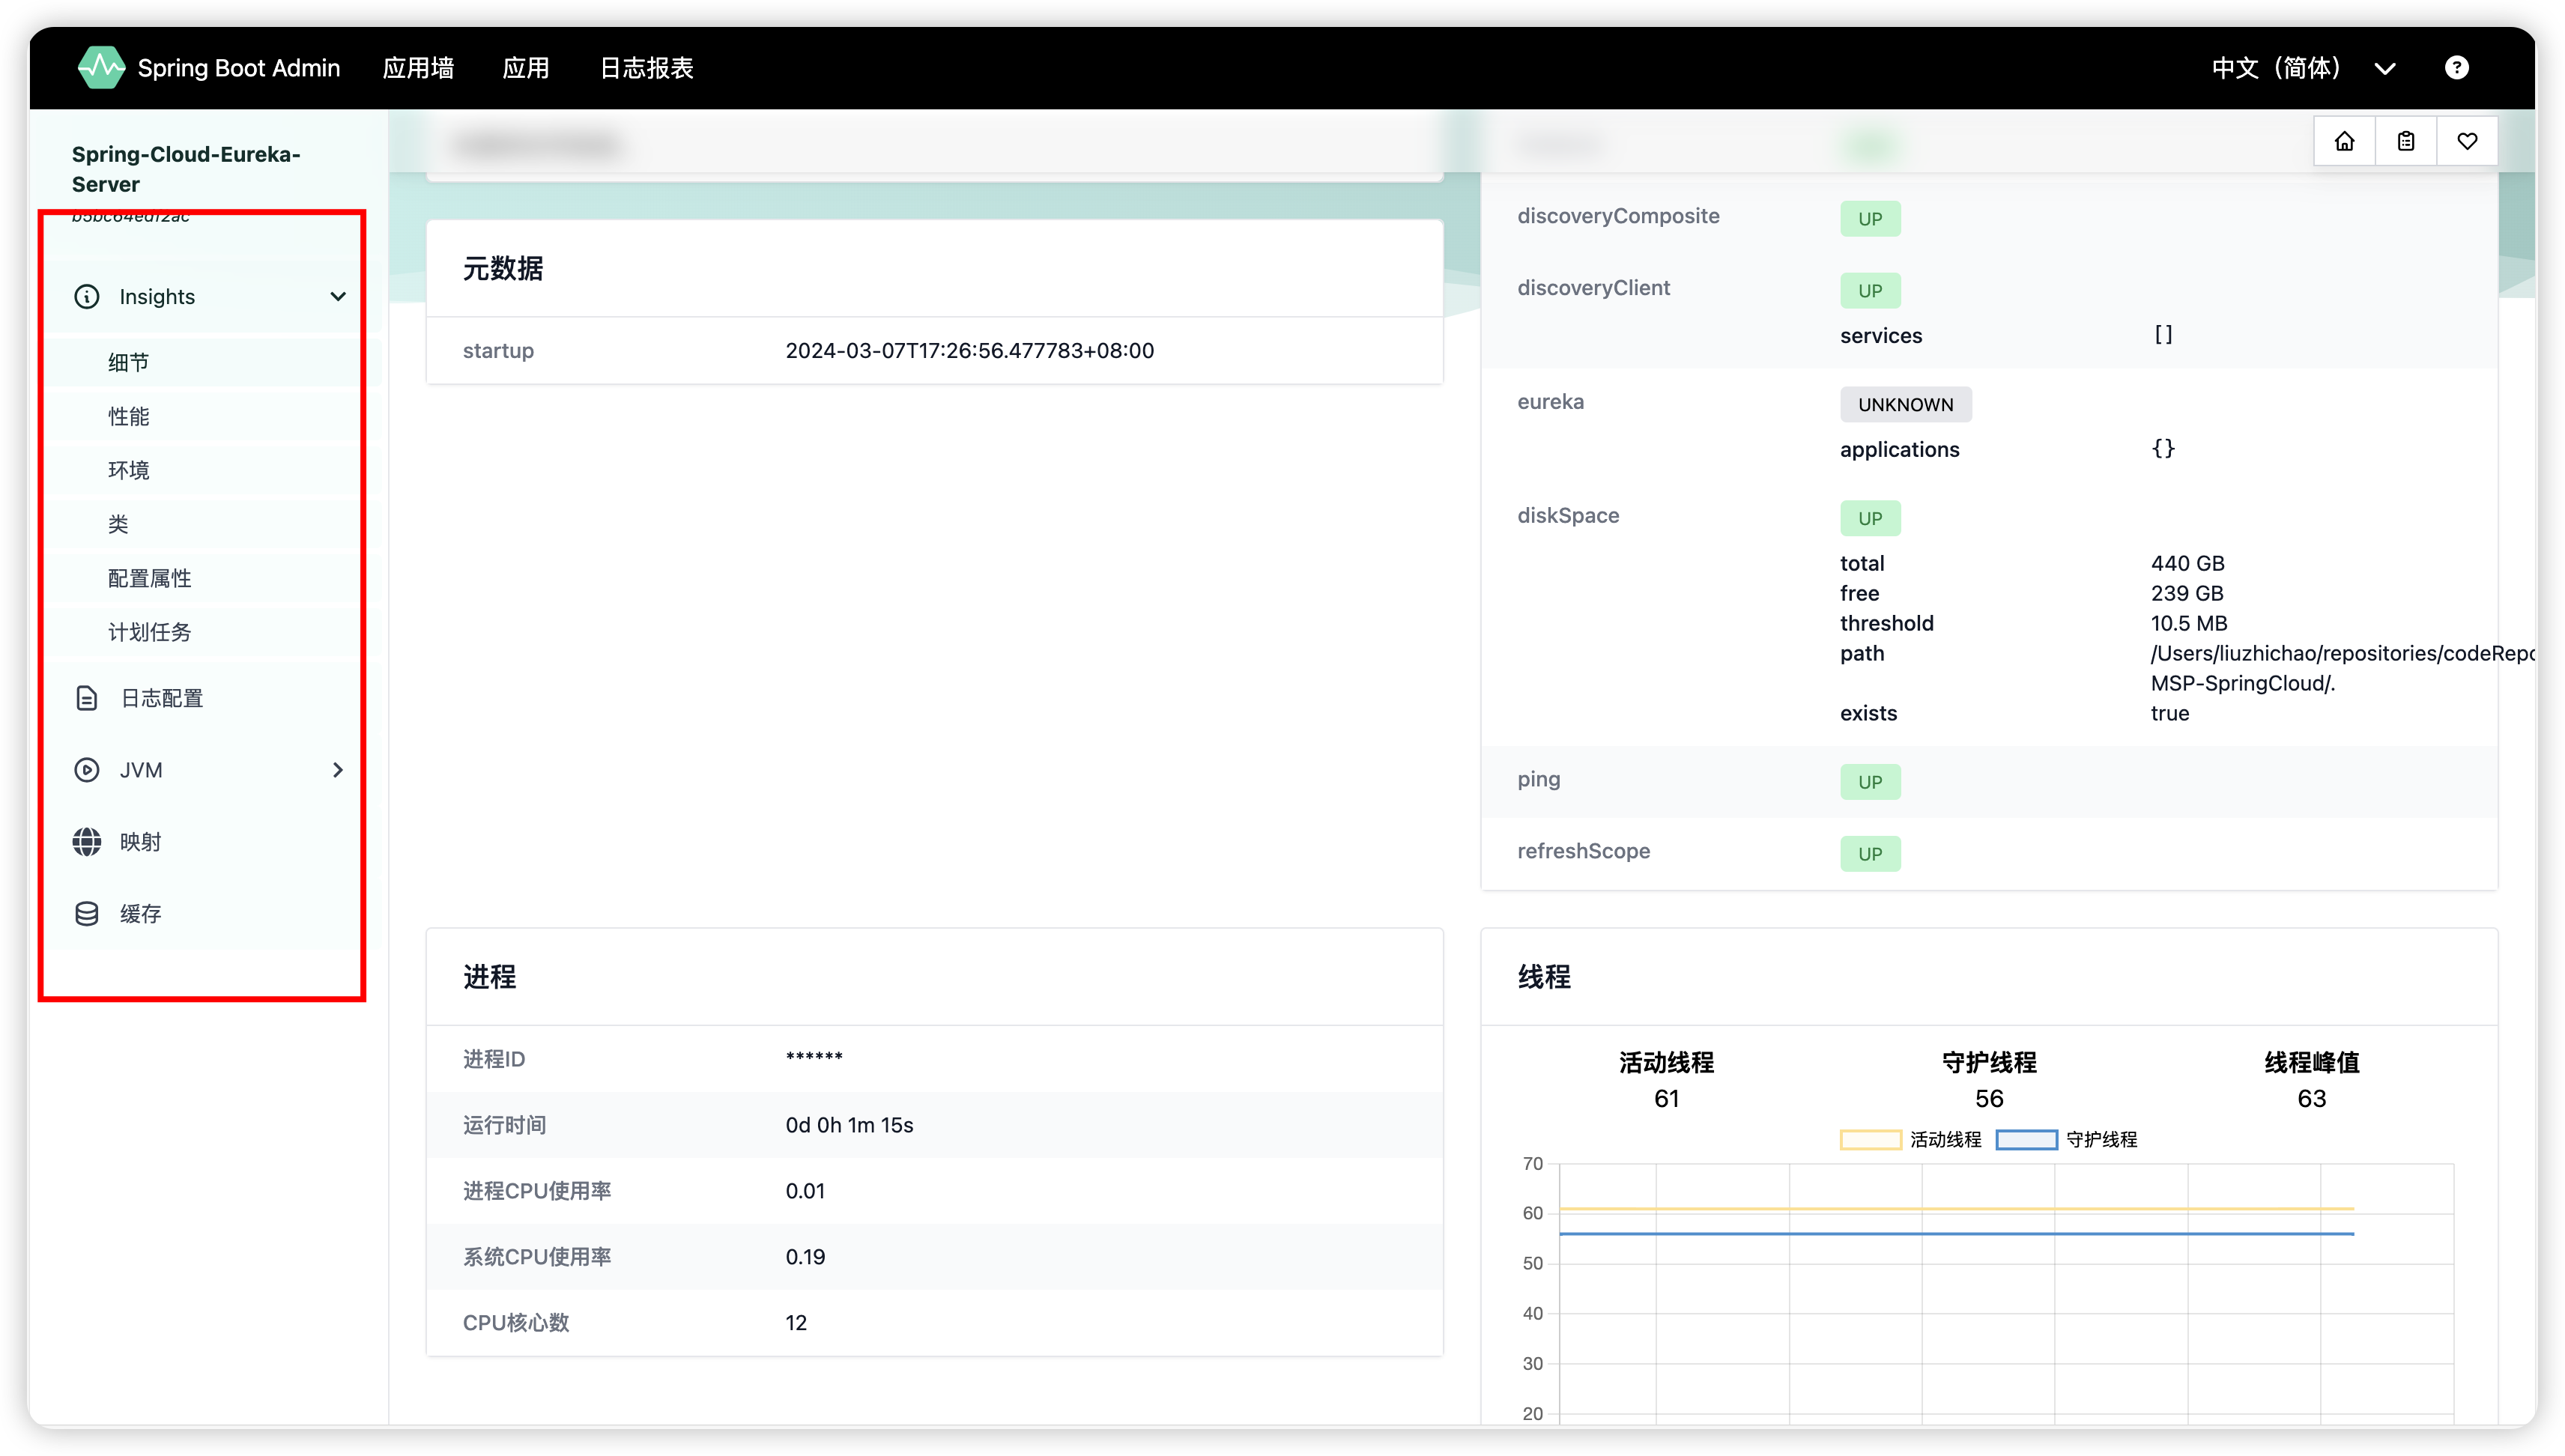 Spring Boot Admin 应用墙 应用 日志报表 中文（简体）
Spring-Cloud-Eureka-
Server
b5bc64ed12ac
Insights
细节
性能
环境
类
配置属性
计划任务
日志配置
JVM
映射
缓存
元数据
startup 2024-03-07T17:26:56.477783+08:00
discoveryComposite UP
discoveryClient UP
services []
eureka UNKNOWN
applications {}
diskSpace UP
total 440 GB
free 239 GB
threshold 10.5 MB
path /Users/liuzhichao/repositories/codeRepo
MSP-SpringCloud/.
exists true
ping UP
refreshScope UP
进程
进程ID ******
运行时间 0d 0h 1m 15s
进程CPU使用率 0.01
系统CPU使用率 0.19
CPU核心数 12
线程
活动线程 守护线程 线程峰值
61 56 63
活动线程 守护线程
70
60
50
40
30
20